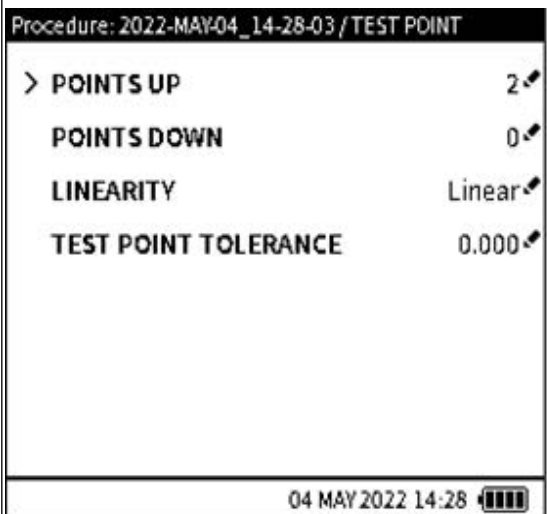 Procedure: 2022-MAY-04_14-28-03 / TEST POINT
> POINTS UP 2
POINTS DOWN 0
LINEARITY Linear
TEST POINT TOLERANCE 0.000
04 MAY 2022 14:28